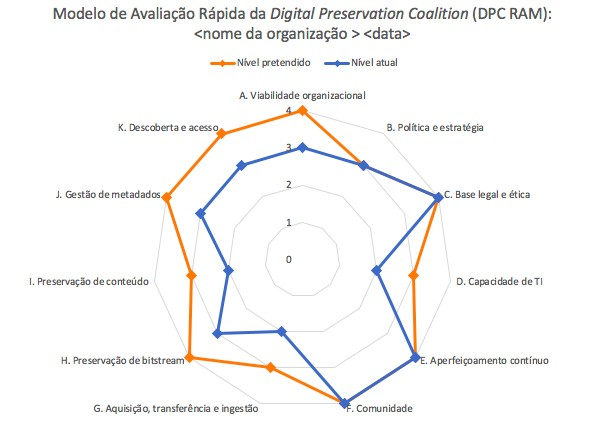 Modelo de Avaliação Rápida da Digital Preservation Coalition (DPC RAM):
<nome da organização > <data>
Nível pretendido Nível atual
A. Viabilidade organizacional
B. Política e estratégia
C. Base legal e ética
D. Capacidade de TI
E. Aperfeiçoamento contínuo
F. Comunidade
G. Aquisição, transferência e ingestão
H. Preservação de bitstream
I. Preservação de conteúdo
J. Gestão de metadados
K. Descoberta e acesso
4
3
2
1
0